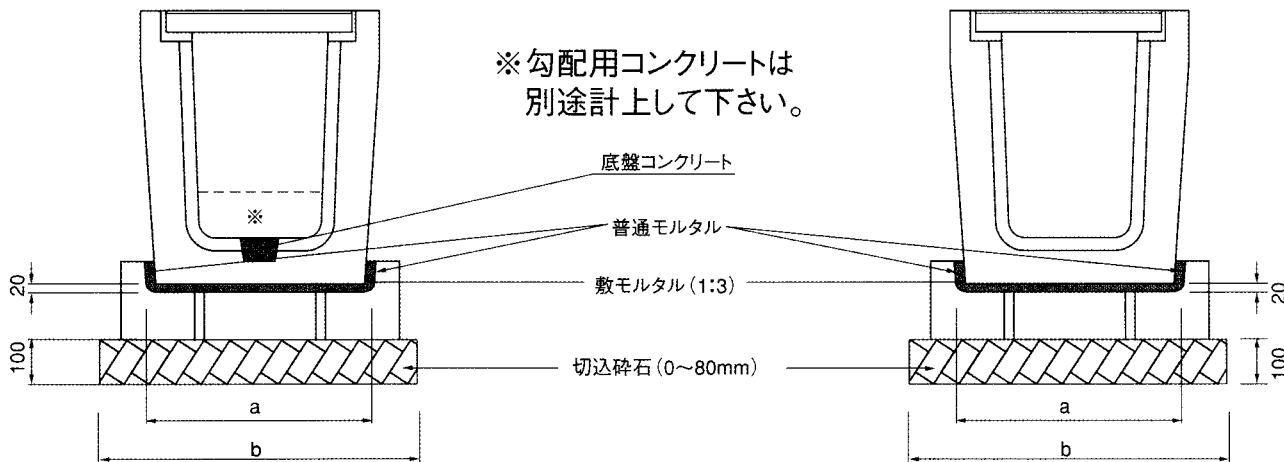 ※勾配用コンクリートは
別途計上して下さい。
底盤コンクリート
※
普通モルタル
敷モルタル(1:3)
切込砕石(0〜80mm)
20
100
a
b
20
100
a
b